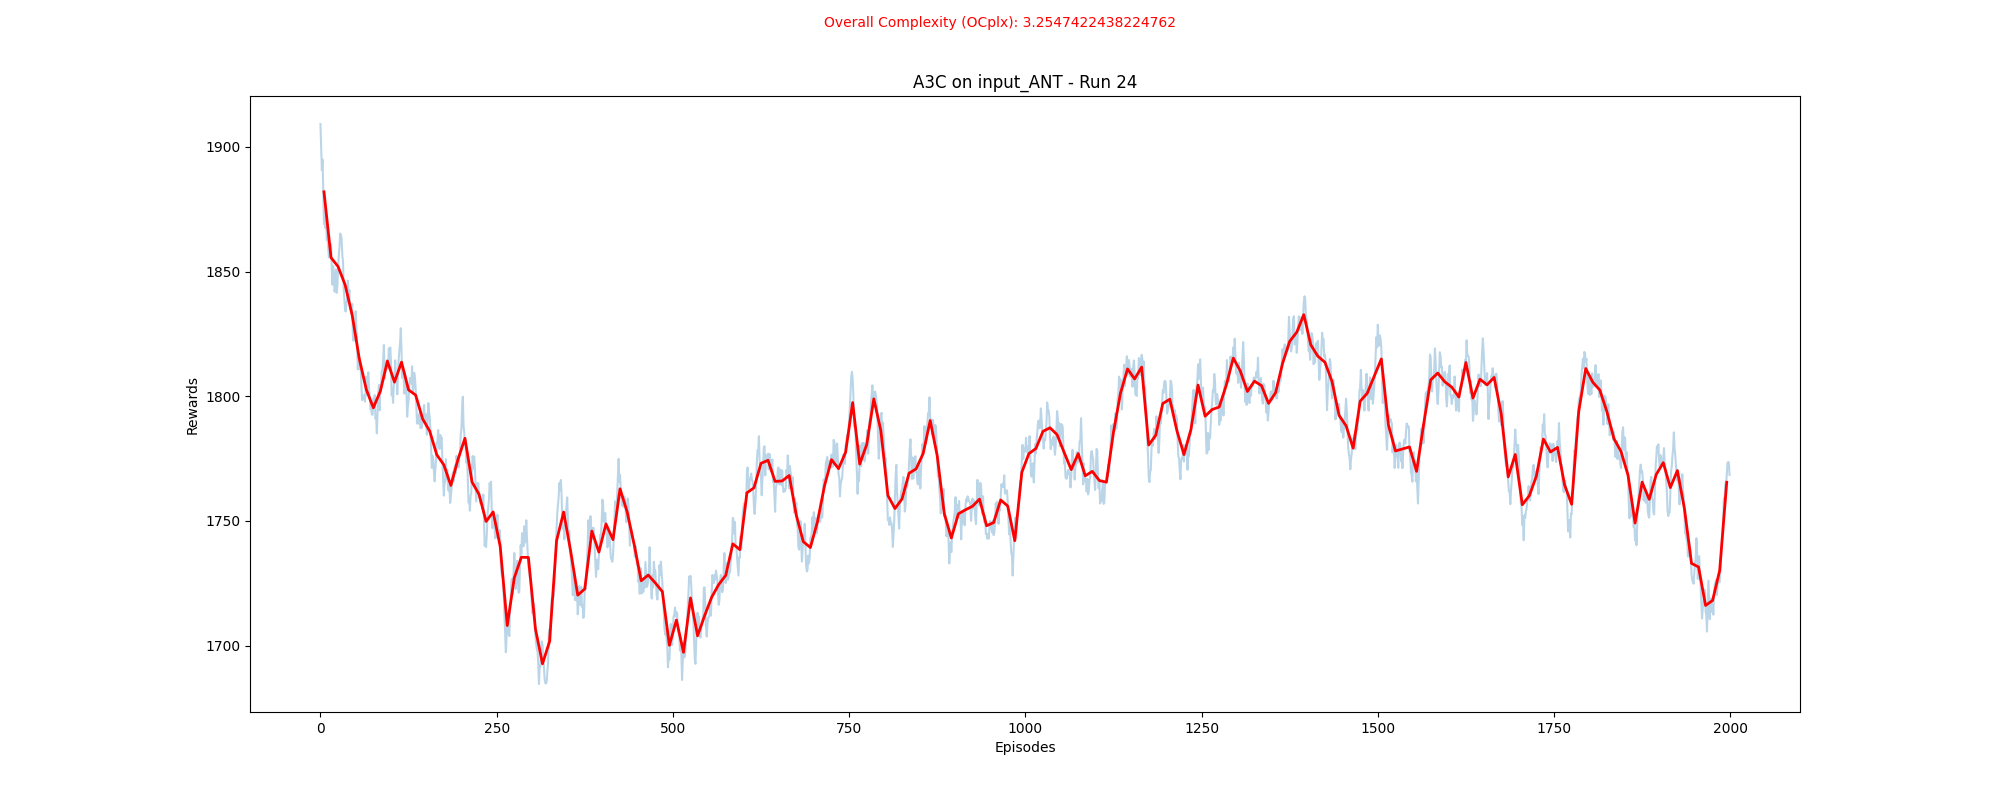 Overall Complexity (OCplx): 3.2547422438224762
A3C on input_ANT - Run 24
1900
1850
1800
1750
1700
Rewards
0 250 500 750 1000 1250 1500 1750 2000
Episodes